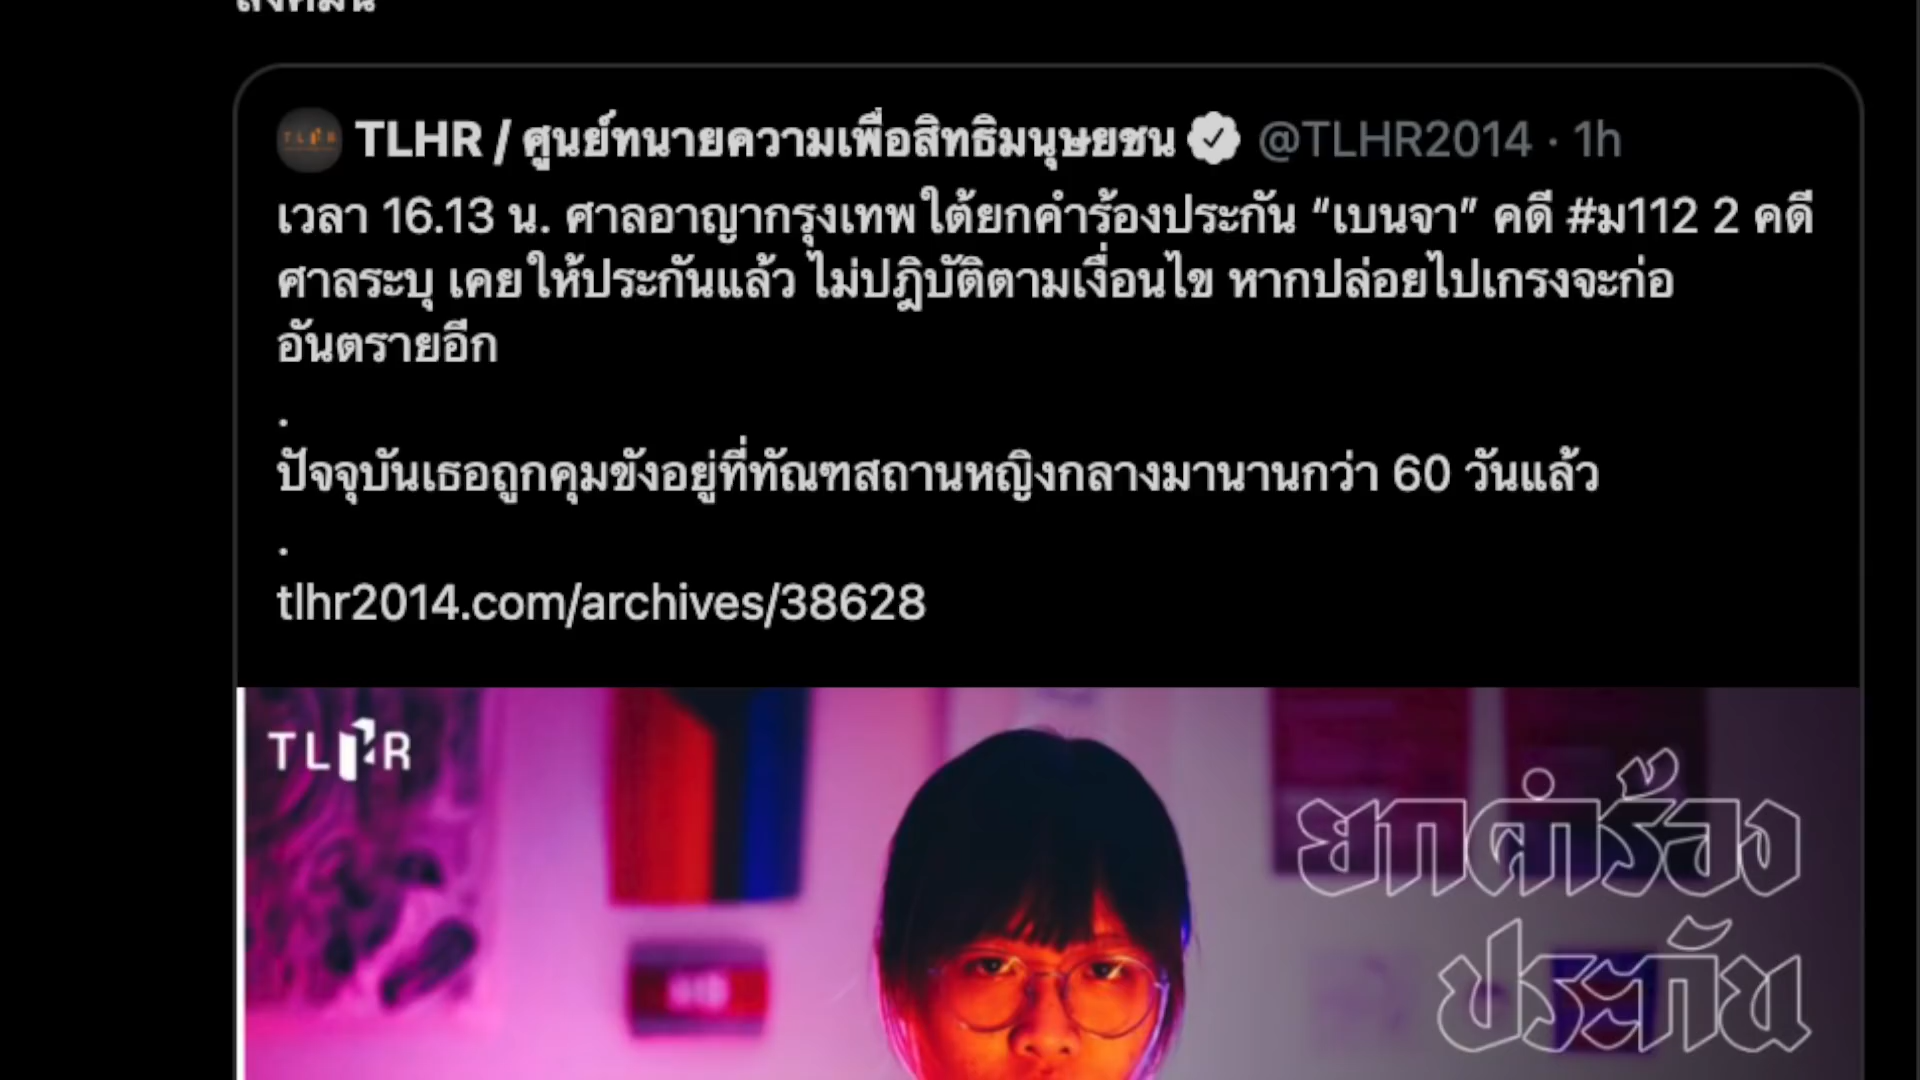 TLHR / ศูนย์ทนายความเพื่อสิทธิมนุษยชน @TLHR2014 · 1h
เวลา 16.13 น. ศาลอาญากรุงเทพใต้ยกคำร้องประกัน “เบนจา” คดี #ม112 2 คดี
ศาลระบุ เคยให้ประกันแล้ว ไม่ปฎิบัติตามเงื่อนไข หากปล่อยไปเกรงจะก่อ
อันตรายอีก
.
ปัจจุบันเธอถูกคุมขังอยู่ที่ทัณฑสถานหญิงกลางมานานกว่า 60 วันแล้ว
.
tlhr2014.com/archives/38628
TLHR
ยกคำร้อง
ประกัน